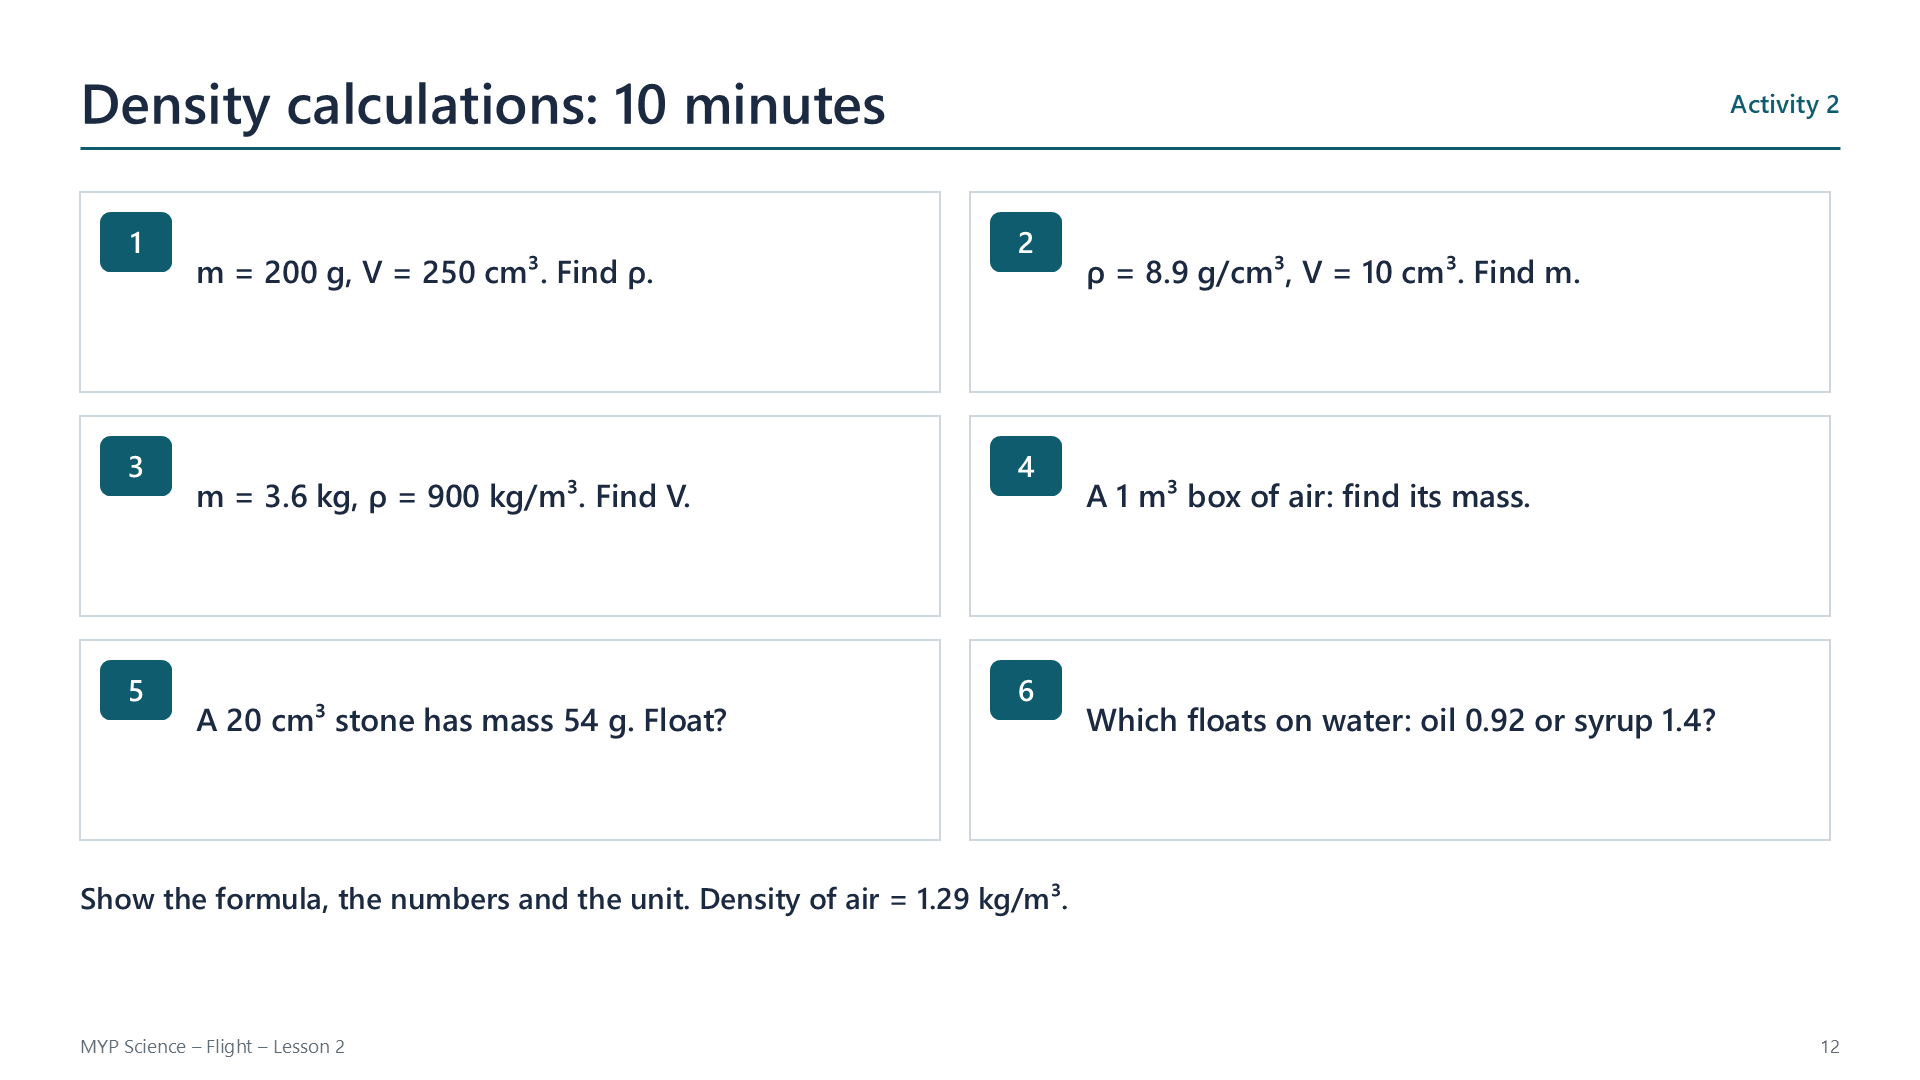 Density calculations: 10 minutes
Activity 2
1
m = 200 g, V = 250 cm³. Find ρ.
2
ρ = 8.9 g/cm³, V = 10 cm³. Find m.
3
m = 3.6 kg, ρ = 900 kg/m³. Find V.
4
A 1 m³ box of air: find its mass.
5
A 20 cm³ stone has mass 54 g. Float?
6
Which floats on water: oil 0.92 or syrup 1.4?
Show the formula, the numbers and the unit. Density of air = 1.29 kg/m³.
MYP Science – Flight – Lesson 2
12